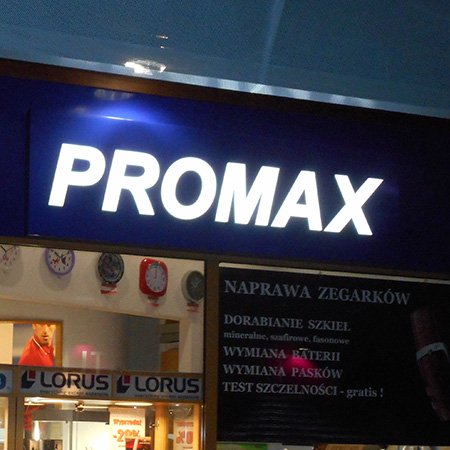 PROMAX
NAPRAWA ZEGARKÓW
DORABIANIE SZKIEŁ
mineralne, szafirowe, fasonowe
WYMIANA BATERII
WYMIANA PASKÓW
TEST SZCZELNOŚCI - gratis !
LORUS LORUS